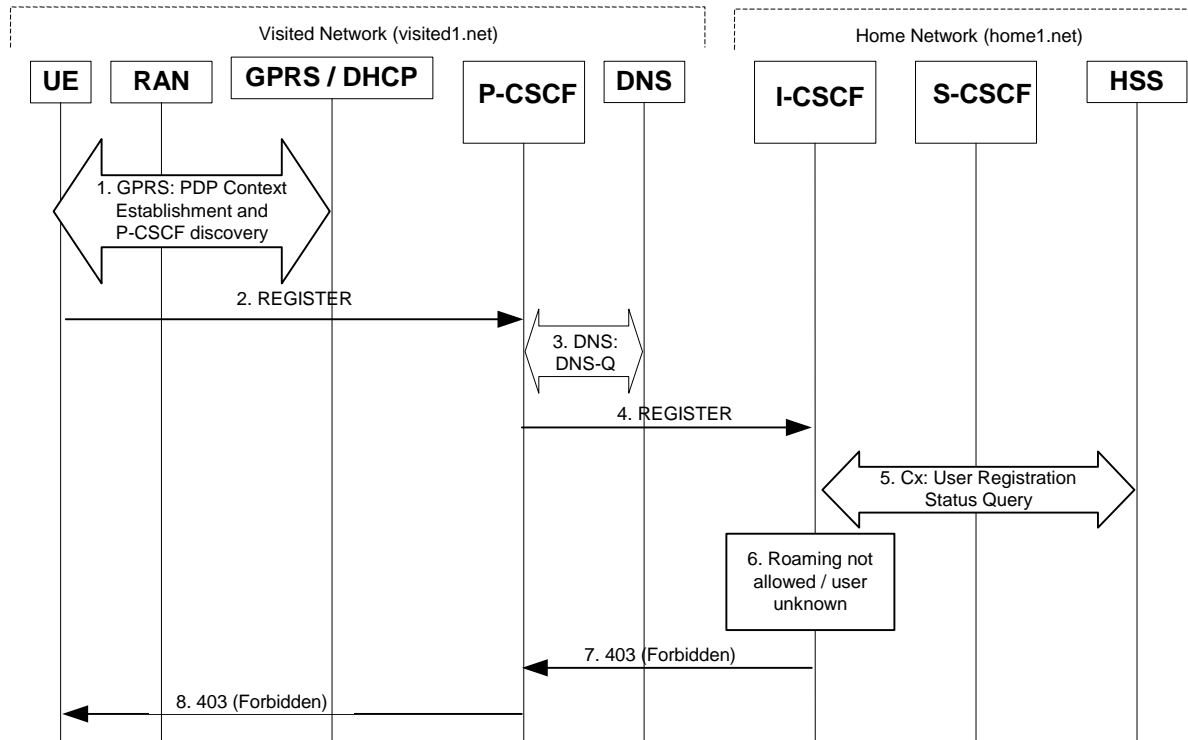 Visited Network (visited1.net)
Home Network (home1.net)
UE
RAN
GPRS / DHCP
P-CSCF
DNS
I-CSCF
S-CSCF
HSS
1. GPRS: PDP Context
Establishment and
P-CSCF discovery
2. REGISTER
3. DNS:
DNS-Q
4. REGISTER
5. Cx: User Registration
Status Query
6. Roaming not
allowed / user
unknown
7. 403 (Forbidden)
8. 403 (Forbidden)